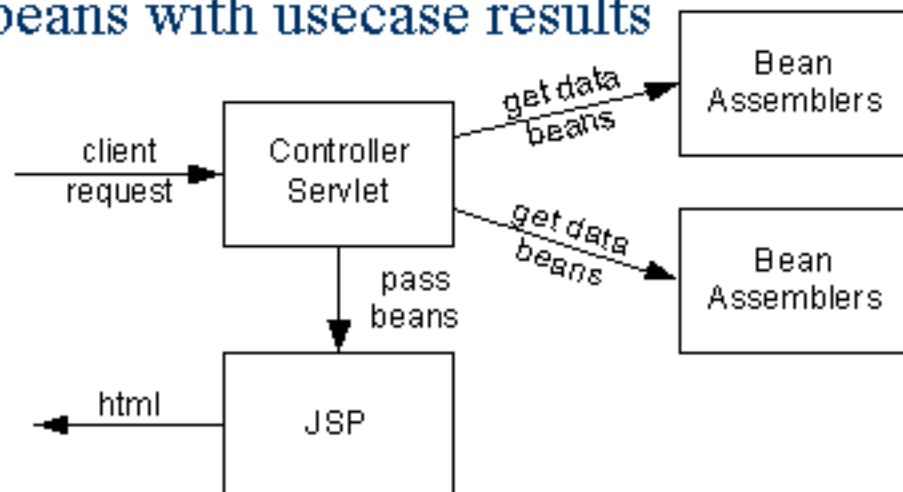 beans with usecase results
client
request
Controller
Servlet
get data
beans
Bean
Assemblers
get data
beans
Bean
Assemblers
pass
beans
html
JSP